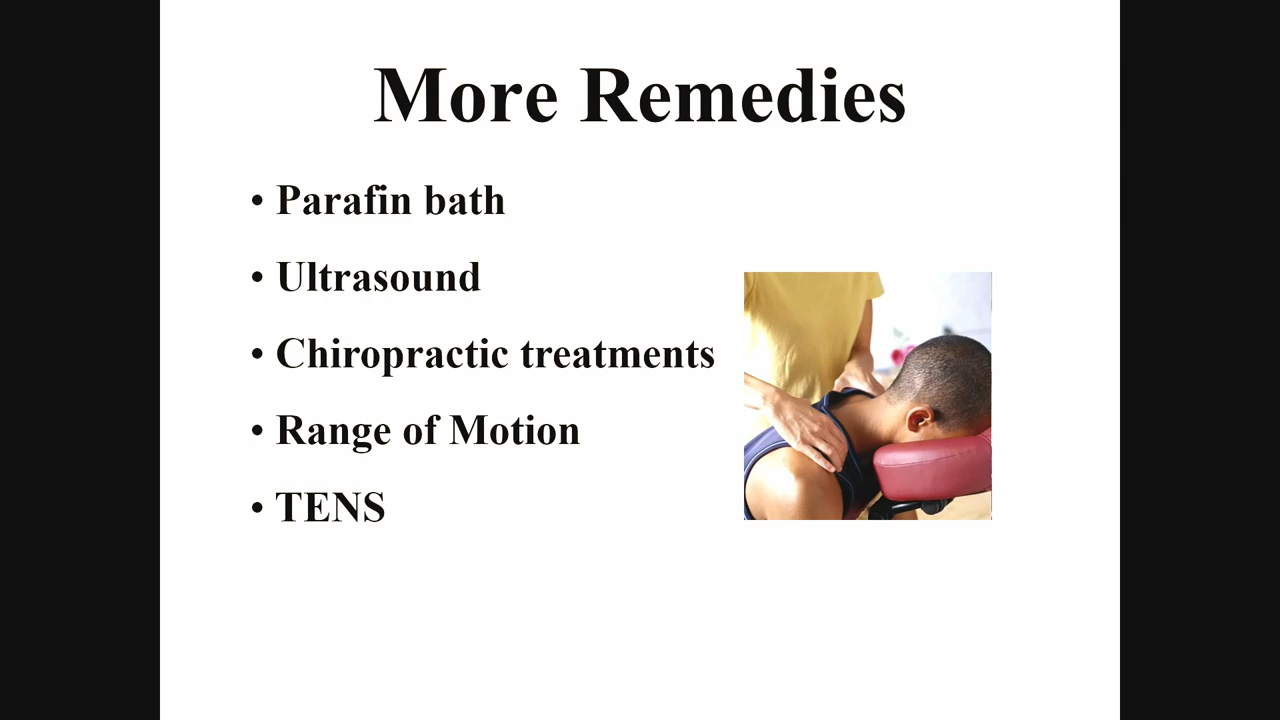 More Remedies
• Parafin bath
• Ultrasound
• Chiropractic treatments
• Range of Motion
• TENS